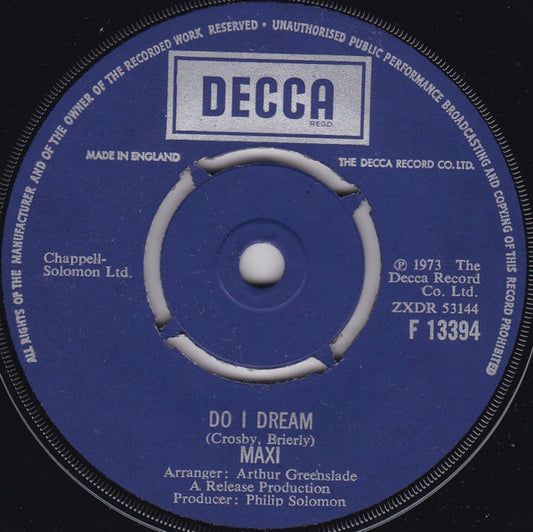 ALL RIGHTS OF THE MANUFACTURER AND OF THE OWNER OF THE RECORDED WORK RESERVED • UNAUTHORISED PUBLIC PERFORMANCE BROADCASTING AND COPYING OF THIS RECORD PROHIBITED
DECCA
REGD.
MADE IN ENGLAND
THE DECCA RECORD CO. LTD.
Chappell-
Solomon Ltd.
℗ 1973 The
Decca Record
Co. Ltd.
ZXDR 53144
F 13394
DO I DREAM
(Crosby, Brierly)
MAXI
Arranger: Arthur Greenslade
A Release Production
Producer: Philip Solomon